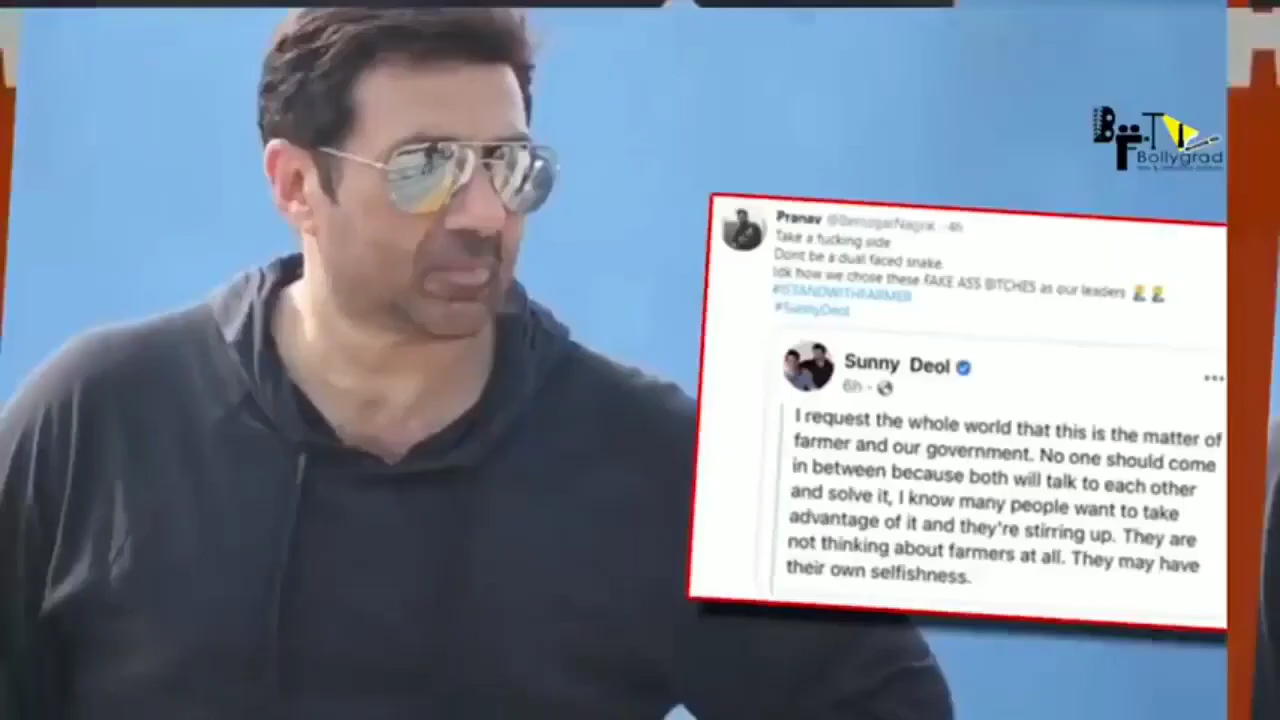 BFT
Bollygrad
Pranav
4h
Take a fucking side
Dont be a dual faced snake.
Idk how we chose these FAKE ASS BITCHES as our leaders
#ISTANDWITHFARMER
#SunnyDeol
Sunny Deol
6h
I request the whole world that this is the matter of
farmer and our government. No one should come
in between because both will talk to each other
and solve it, I know many people want to take
advantage of it and they're stirring up. They are
not thinking about farmers at all. They may have
their own selfishness.